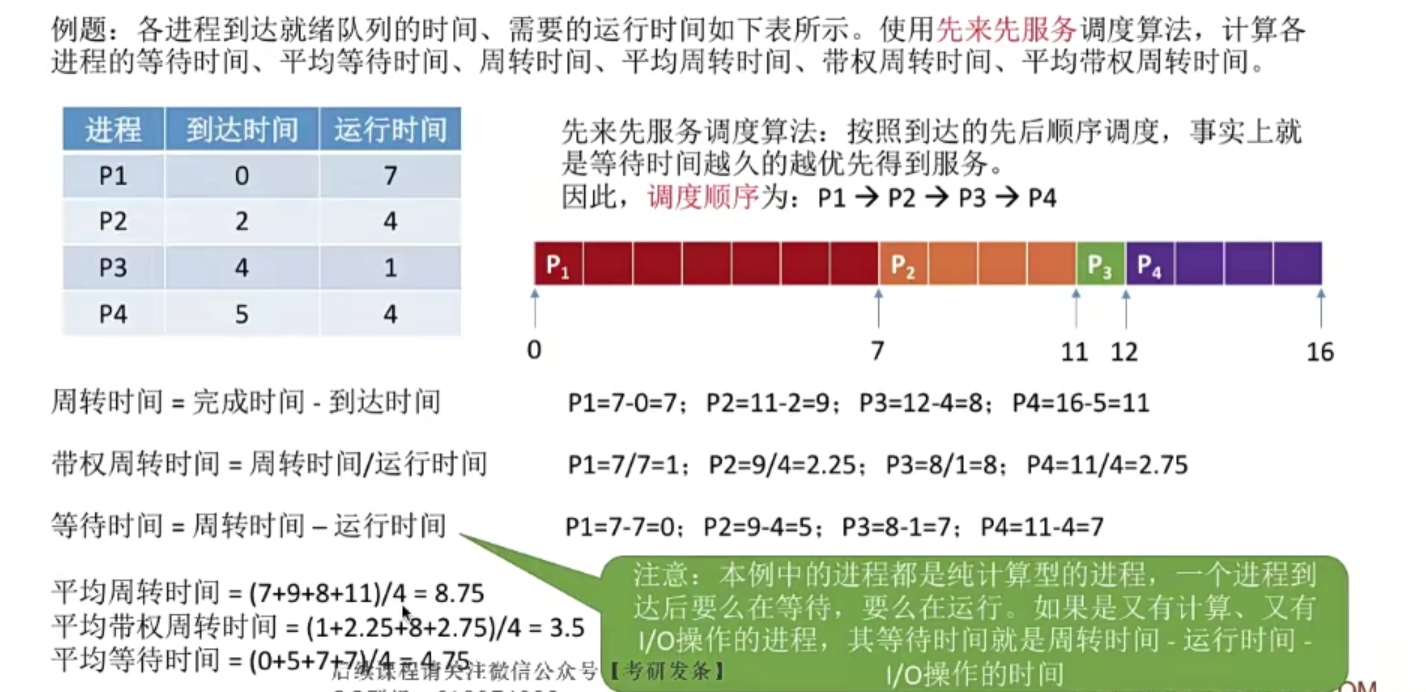 例题：各进程到达就绪队列的时间、需要的运行时间如下表所示。使用先来先服务调度算法，计算各
进程的等待时间、平均等待时间、周转时间、平均周转时间、带权周转时间、平均带权周转时间。
进程 到达时间 运行时间
P1 0 7
P2 2 4
P3 4 1
P4 5 4
先来先服务调度算法：按照到达的先后顺序调度，事实上就
是等待时间越久的越优先得到服务。
因此，调度顺序为：P1 → P2 → P3 → P4
P1 P2 P3 P4
0 7 11 12 16
周转时间 = 完成时间 - 到达时间 P1=7-0=7；P2=11-2=9；P3=12-4=8；P4=16-5=11
带权周转时间 = 周转时间/运行时间 P1=7/7=1；P2=9/4=2.25；P3=8/1=8；P4=11/4=2.75
等待时间 = 周转时间 – 运行时间 P1=7-7=0；P2=9-4=5；P3=8-1=7；P4=11-4=7
平均周转时间 = (7+9+8+11)/4 = 8.75
平均带权周转时间 = (1+2.25+8+2.75)/4 = 3.5
平均等待时间 = (0+5+7+7)/4 = 4.75
注意：本例中的进程都是纯计算型的进程，一个进程到
达后要么在等待，要么在运行。如果是又有计算、又有
I/O操作的进程，其等待时间就是周转时间 - 运行时间 -
I/O操作的时间
后续课程请关注微信公众号【考研发条】